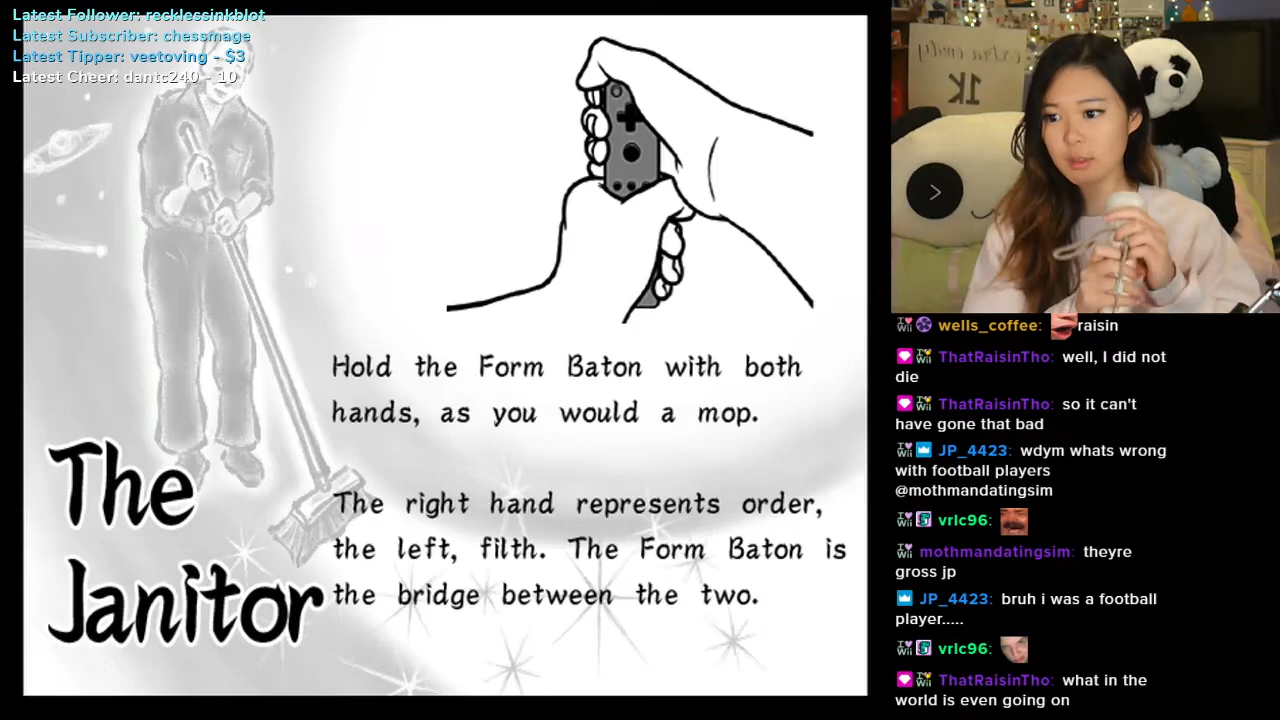 Latest Follower: recklessinkblot
Latest Subscriber: chessmage
Latest Tipper: veetoving - $3
Latest Cheer: dantc240 - 10
Hold the Form Baton with both
hands, as you would a mop.
The right hand represents order,
the left, filth. The Form Baton is
the bridge between the two.
The
Janitor
extra emily
1K
wells_coffee: raisin
ThatRaisinTho: well, I did not
die
ThatRaisinTho: so it can't
have gone that bad
JP_4423: wdym whats wrong
with football players
@mothmandatingsim
vrlc96:
mothmandatingsim: theyre
gross jp
JP_4423: bruh i was a football
player.....
vrlc96:
ThatRaisinTho: what in the
world is even going on